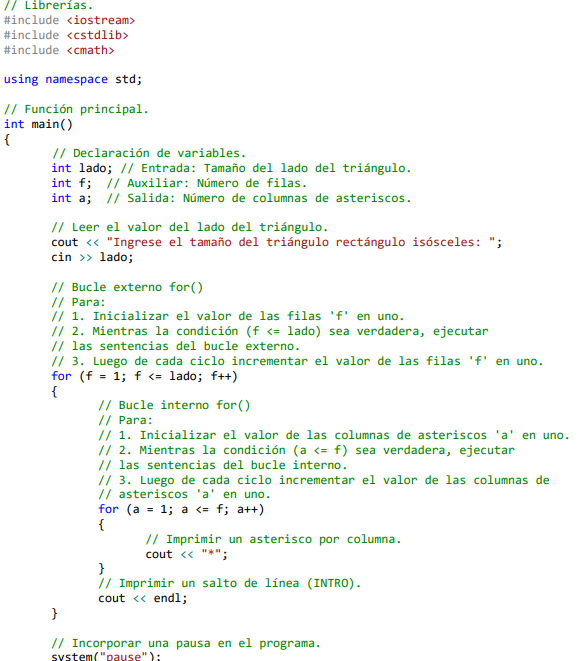 // Librerías.
#include <iostream>
#include <cstdlib>
#include <cmath>
using namespace std;
// Función principal.
int main()
{
// Declaración de variables.
int lado; // Entrada: Tamaño del lado del triángulo.
int f;  // Auxiliar: Número de filas.
int a;  // Salida: Número de columnas de asteriscos.
// Leer el valor del lado del triángulo.
cout << "Ingrese el tamaño del triángulo rectángulo isósceles: ";
cin >> lado;
// Bucle externo for()
// Para:
// 1. Inicializar el valor de las filas 'f' en uno.
// 2. Mientras la condición (f <= lado) sea verdadera, ejecutar
// las sentencias del bucle externo.
// 3. Luego de cada ciclo incrementar el valor de las filas 'f' en uno.
for (f = 1; f <= lado; f++)
{
// Bucle interno for()
// Para:
// 1. Inicializar el valor de las columnas de asteriscos 'a' en uno.
// 2. Mientras la condición (a <= f) sea verdadera, ejecutar
// las sentencias del bucle interno.
// 3. Luego de cada ciclo incrementar el valor de las columnas de
// asteriscos 'a' en uno.
for (a = 1; a <= f; a++)
{
// Imprimir un asterisco por columna.
cout << "*";
}
// Imprimir un salto de línea (INTRO).
cout << endl;
}
// Incorporar una pausa en el programa.
system("pause");